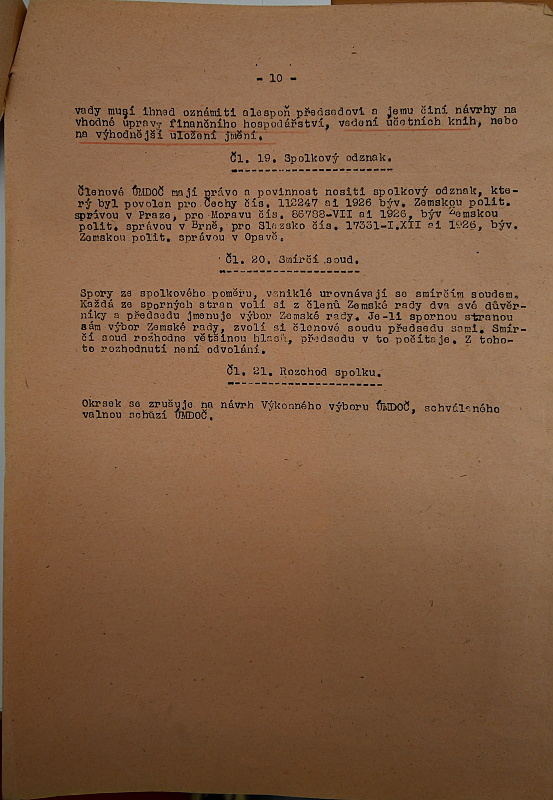 - 10 -
vady musí ihned oznámiti alespoň předsedovi a jemu činí návrhy na
vhodné úpravy finančního hospodářství, vedení účetních knih, nebo
na výhodnější uložení jmění.
Čl. 19. Spolkový odznak.
Členové ÚMDOČ mají právo a povinnost nositi spolkový odznak, kte-
rý byl povolen pro Čechy čís. 112247 ai 1926 býv. Zemskou polit.
správou v Praze, pro Moravu čís. 86788-VII ai 1926, býv Zemskou
polit. správou v Brně, pro Slezsko čís. 17331-I.XII ai 1926, býv.
Zemskou polit. správou v Opavě.
Čl. 20. Smírčí soud.
Spory ze spolkového poměru, vzniklé urovnávají se smírčím soudem.
Každá ze sporných stran volí si z členů Zemské rady dva své důvěr-
níky a předsedu jmenuje výbor Zemské rady. Je-li spornou stranou
sám výbor Zemské rady, zvolí si členové soudu předsedu sami. Smír-
čí soud rozhodne většinou hlasů, předsedu v to počítaje. Z toho-
to rozhodnutí není odvolání.
Čl. 21. Rozchod spolku.
Okrsek se zrušuje na návrh Výkonného výboru ÚMDOČ, schváleného
valnou schůzí ÚMDOČ.